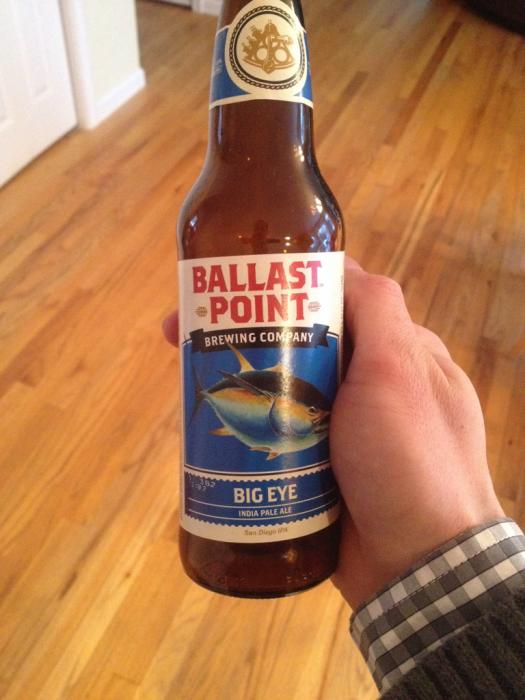 BALLAST
POINT
BREWING COMPANY
BIG EYE
INDIA PALE ALE
San Diego IPA